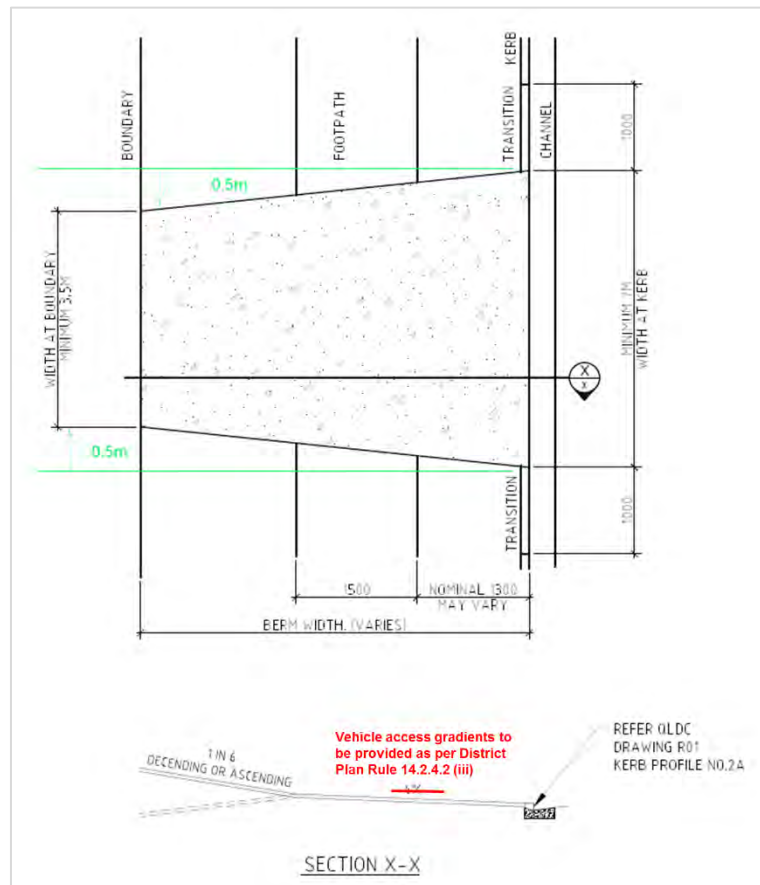 BOUNDARY
FOOTPATH
TRANSITION
KERB
CHANNEL
1000
0.5m
WIDTH AT BOUNDARY
MINIMUM 3.5M
MINIMUM 7M
WIDTH AT KERB
X
x
0.5m
TRANSITION
1000
1500
NOMINAL 1300
MAY VARY
BERM WIDTH. (VARIES)
1 IN 6
DECENDING OR ASCENDING
Vehicle access gradients to
be provided as per District
Plan Rule 14.2.4.2 (iii)
REFER QLDC
DRAWING R01
KERB PROFILE NO.2A
SECTION X-X